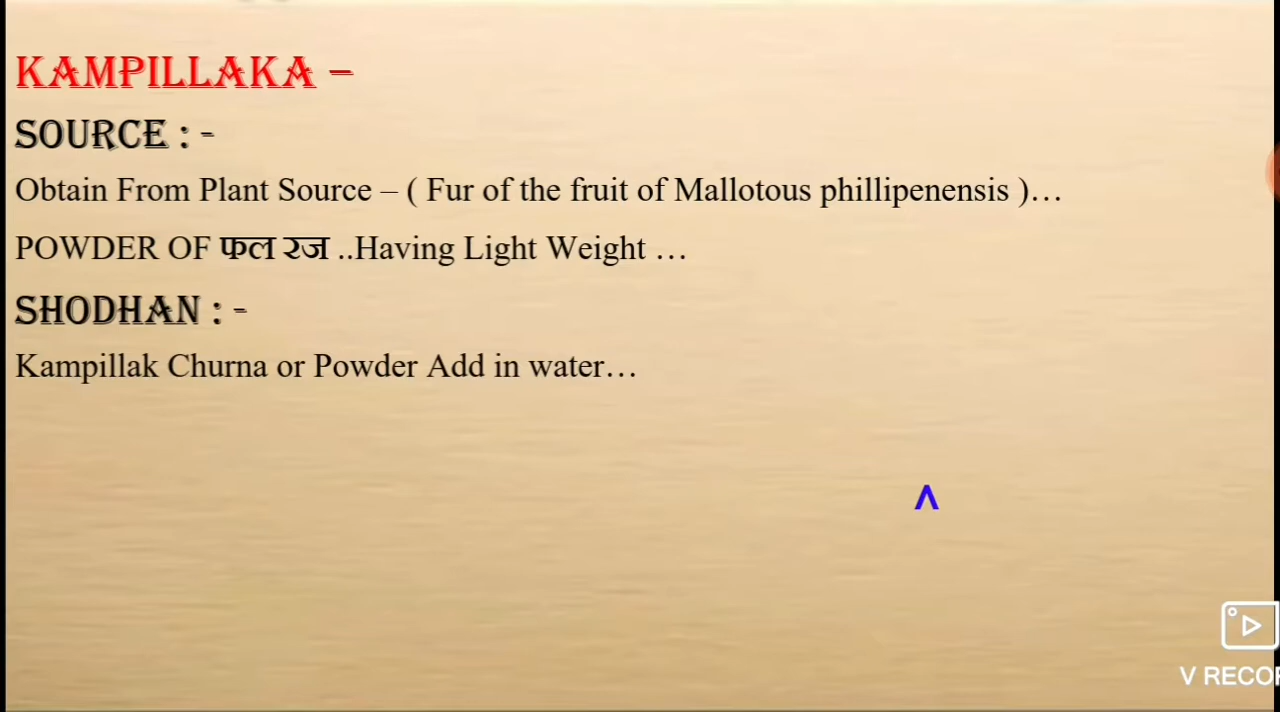 KAMPILLAKA –
SOURCE : -
Obtain From Plant Source – ( Fur of the fruit of Mallotous phillipenensis )…
POWDER OF फल रज ..Having Light Weight …
SHODHAN : -
Kampillak Churna or Powder Add in water…
^
V RECOR